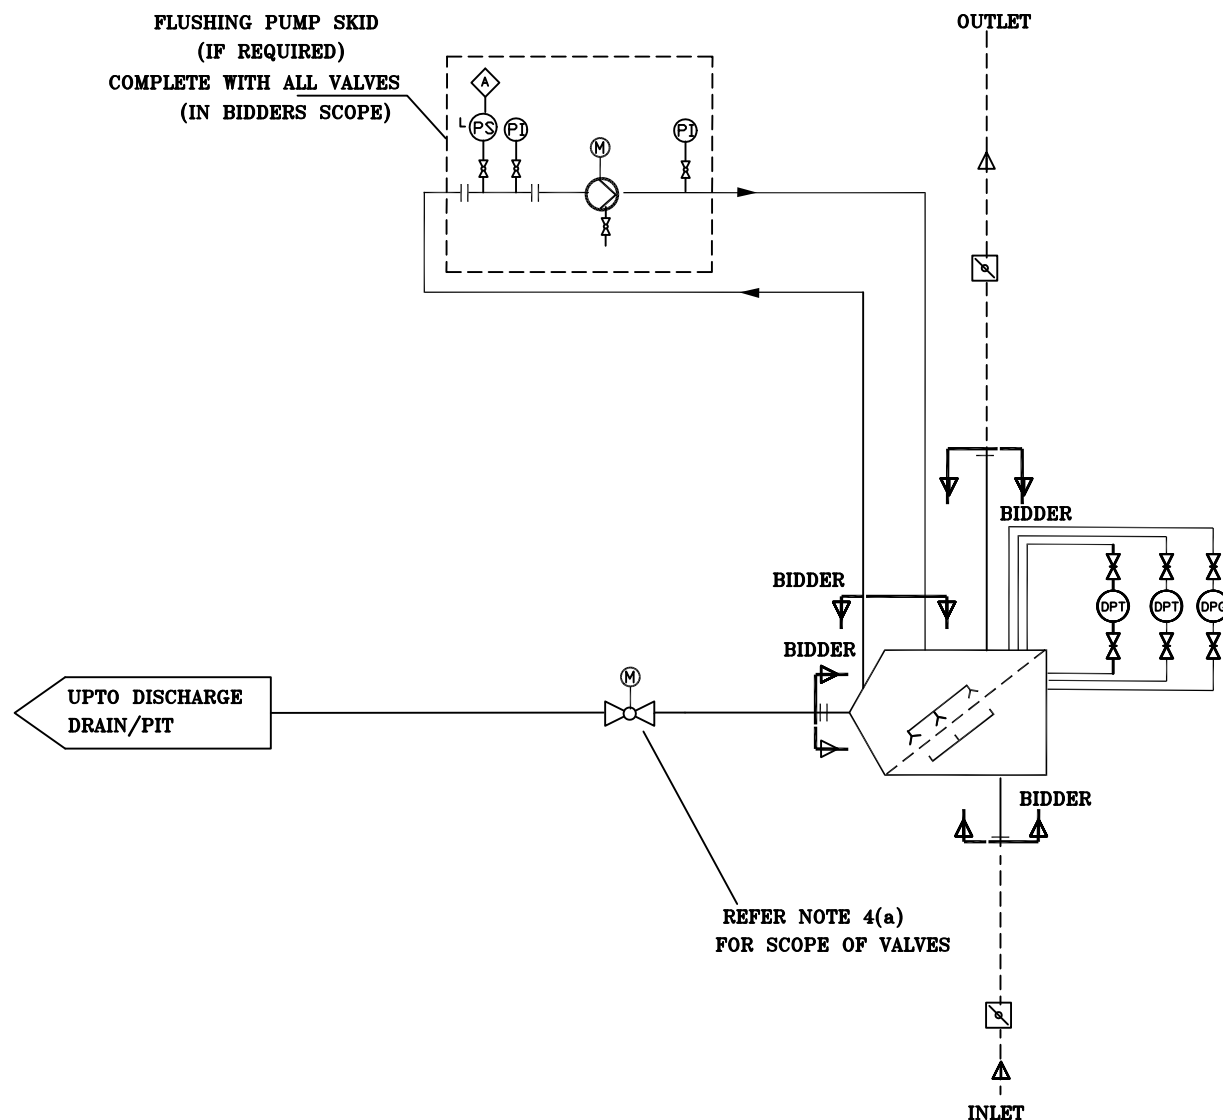 FLUSHING PUMP SKID
(IF REQUIRED)
COMPLETE WITH ALL VALVES
(IN BIDDERS SCOPE)
OUTLET
A
L PS
PI
PI
M
BIDDER
BIDDER
DPT
DPT
DPG
BIDDER
M
UPTO DISCHARGE
DRAIN/PIT
BIDDER
REFER NOTE 4(a)
FOR SCOPE OF VALVES
INLET